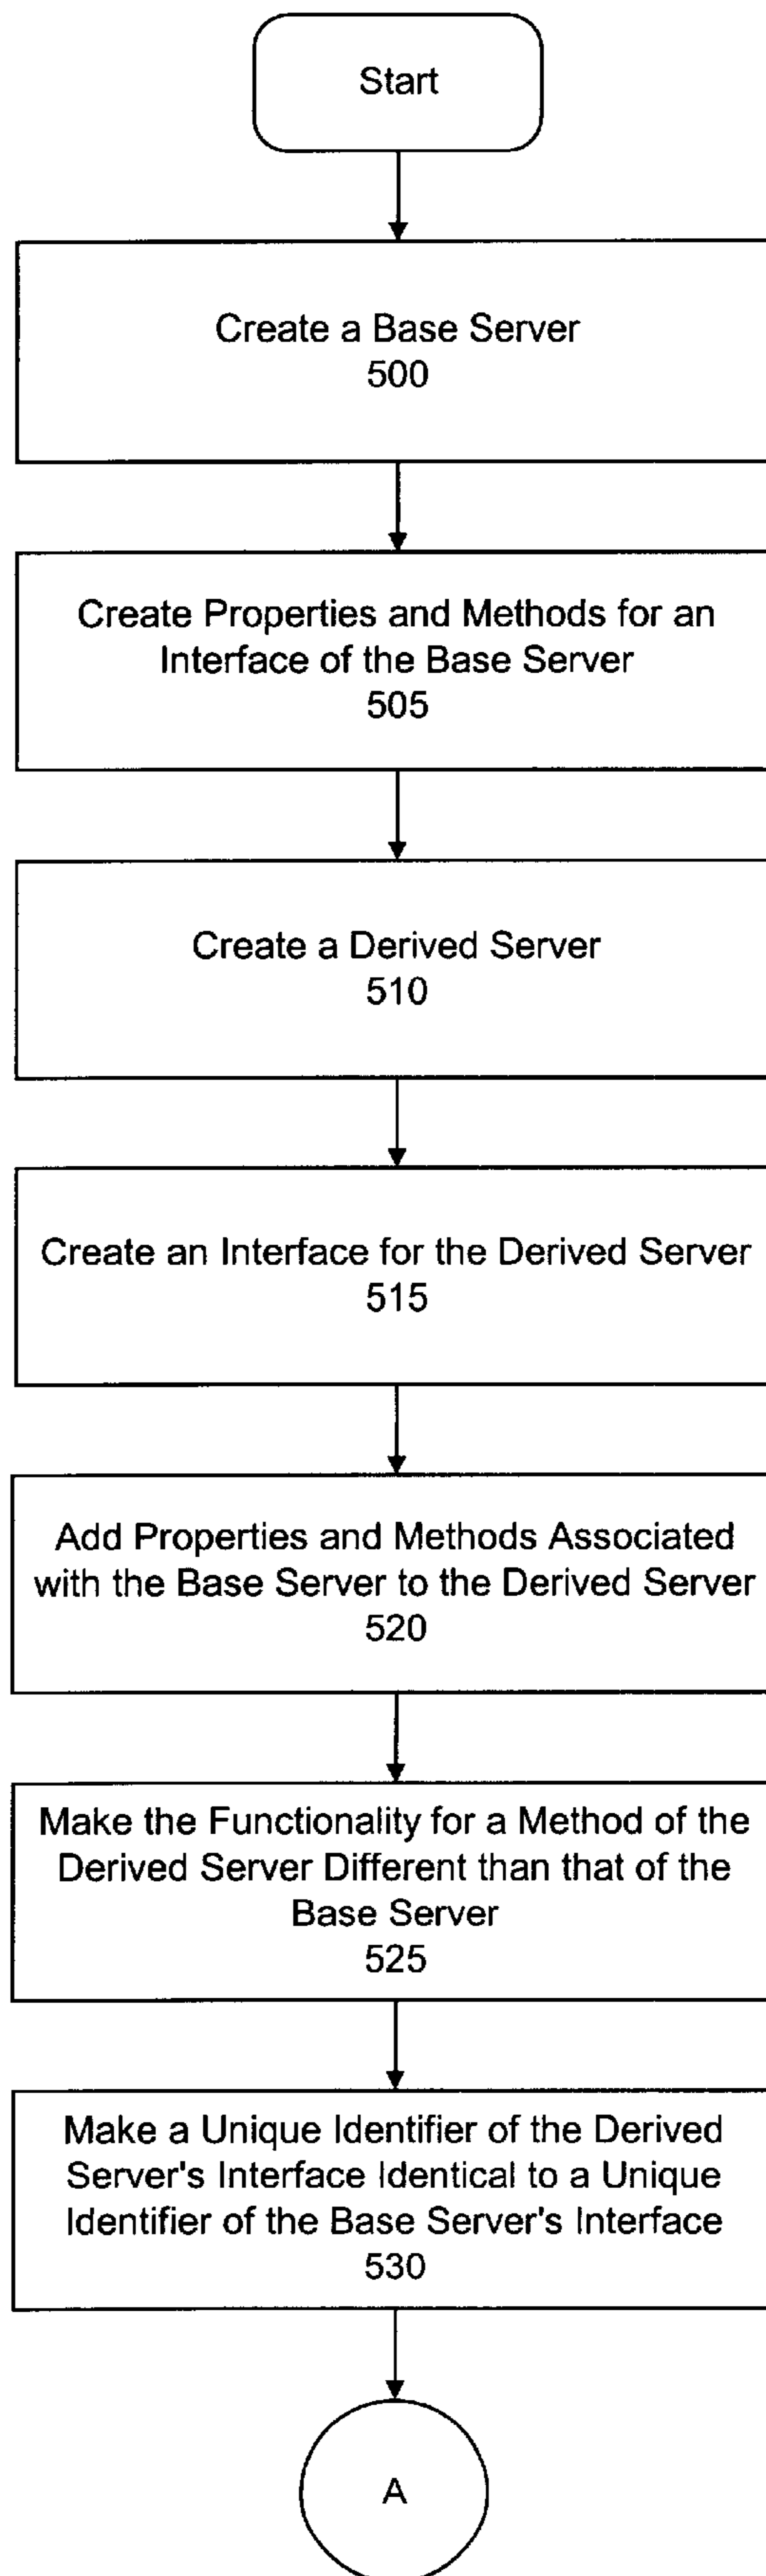 Start
Create a Base Server
500
Create Properties and Methods for an
Interface of the Base Server
505
Create a Derived Server
510
Create an Interface for the Derived Server
515
Add Properties and Methods Associated
with the Base Server to the Derived Server
520
Make the Functionality for a Method of the
Derived Server Different than that of the
Base Server
525
Make a Unique Identifier of the Derived
Server's Interface Identical to a Unique
Identifier of the Base Server's Interface
530
A